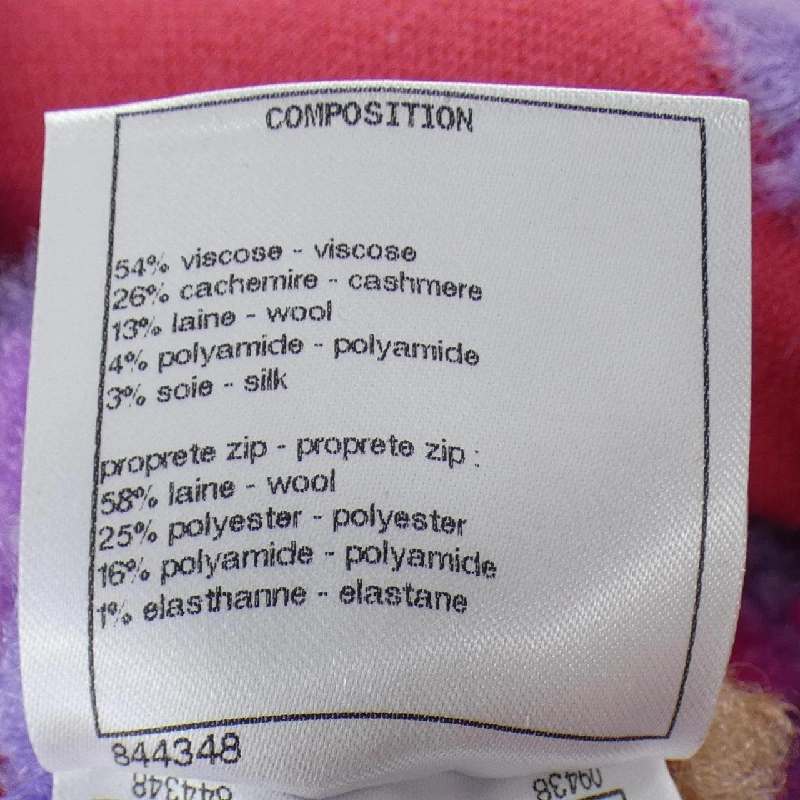 COMPOSITION
54% viscose - viscose
26% cachemire - cashmere
13% laine - wool
4% polyamide - polyamide
3% soie - silk
proprete zip - proprete zip :
58% laine - wool
25% polyester - polyester
16% polyamide - polyamide
1% elasthanne - elastane
844348